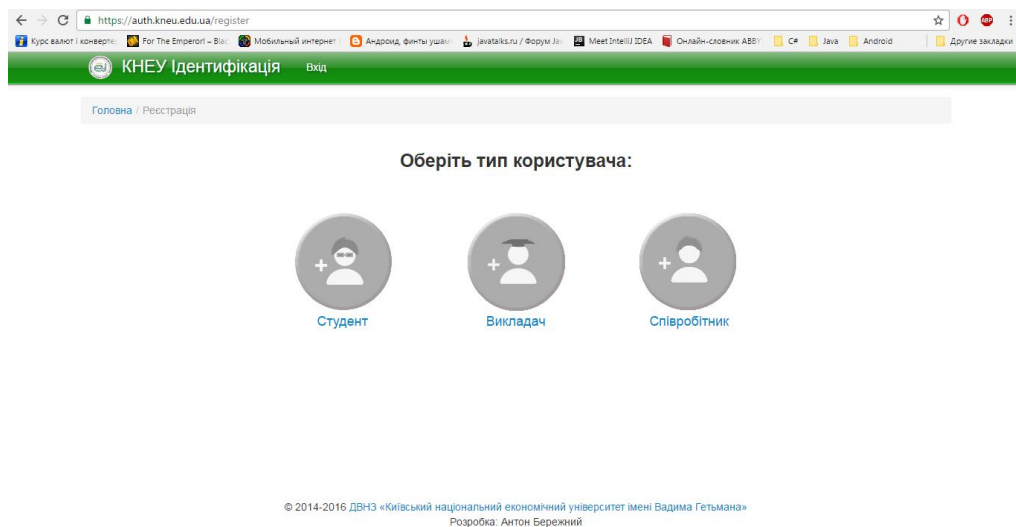 https://auth.kneu.edu.ua/register
Курс валют і конверте For The Emperor! – Blac Мобильный интернет Андроид, финты ушам javatalks.ru / Форум Ja Meet IntelliJ IDEA Онлайн-словник ABBY C# Java Android Другие закладки
КНЕУ Ідентифікація Вхід
Головна / Реєстрація
Оберіть тип користувача:
Студент Викладач Співробітник
© 2014-2016 ДВНЗ «Київський національний економічний університет імені Вадима Гетьмана»
Розробка: Антон Бережний